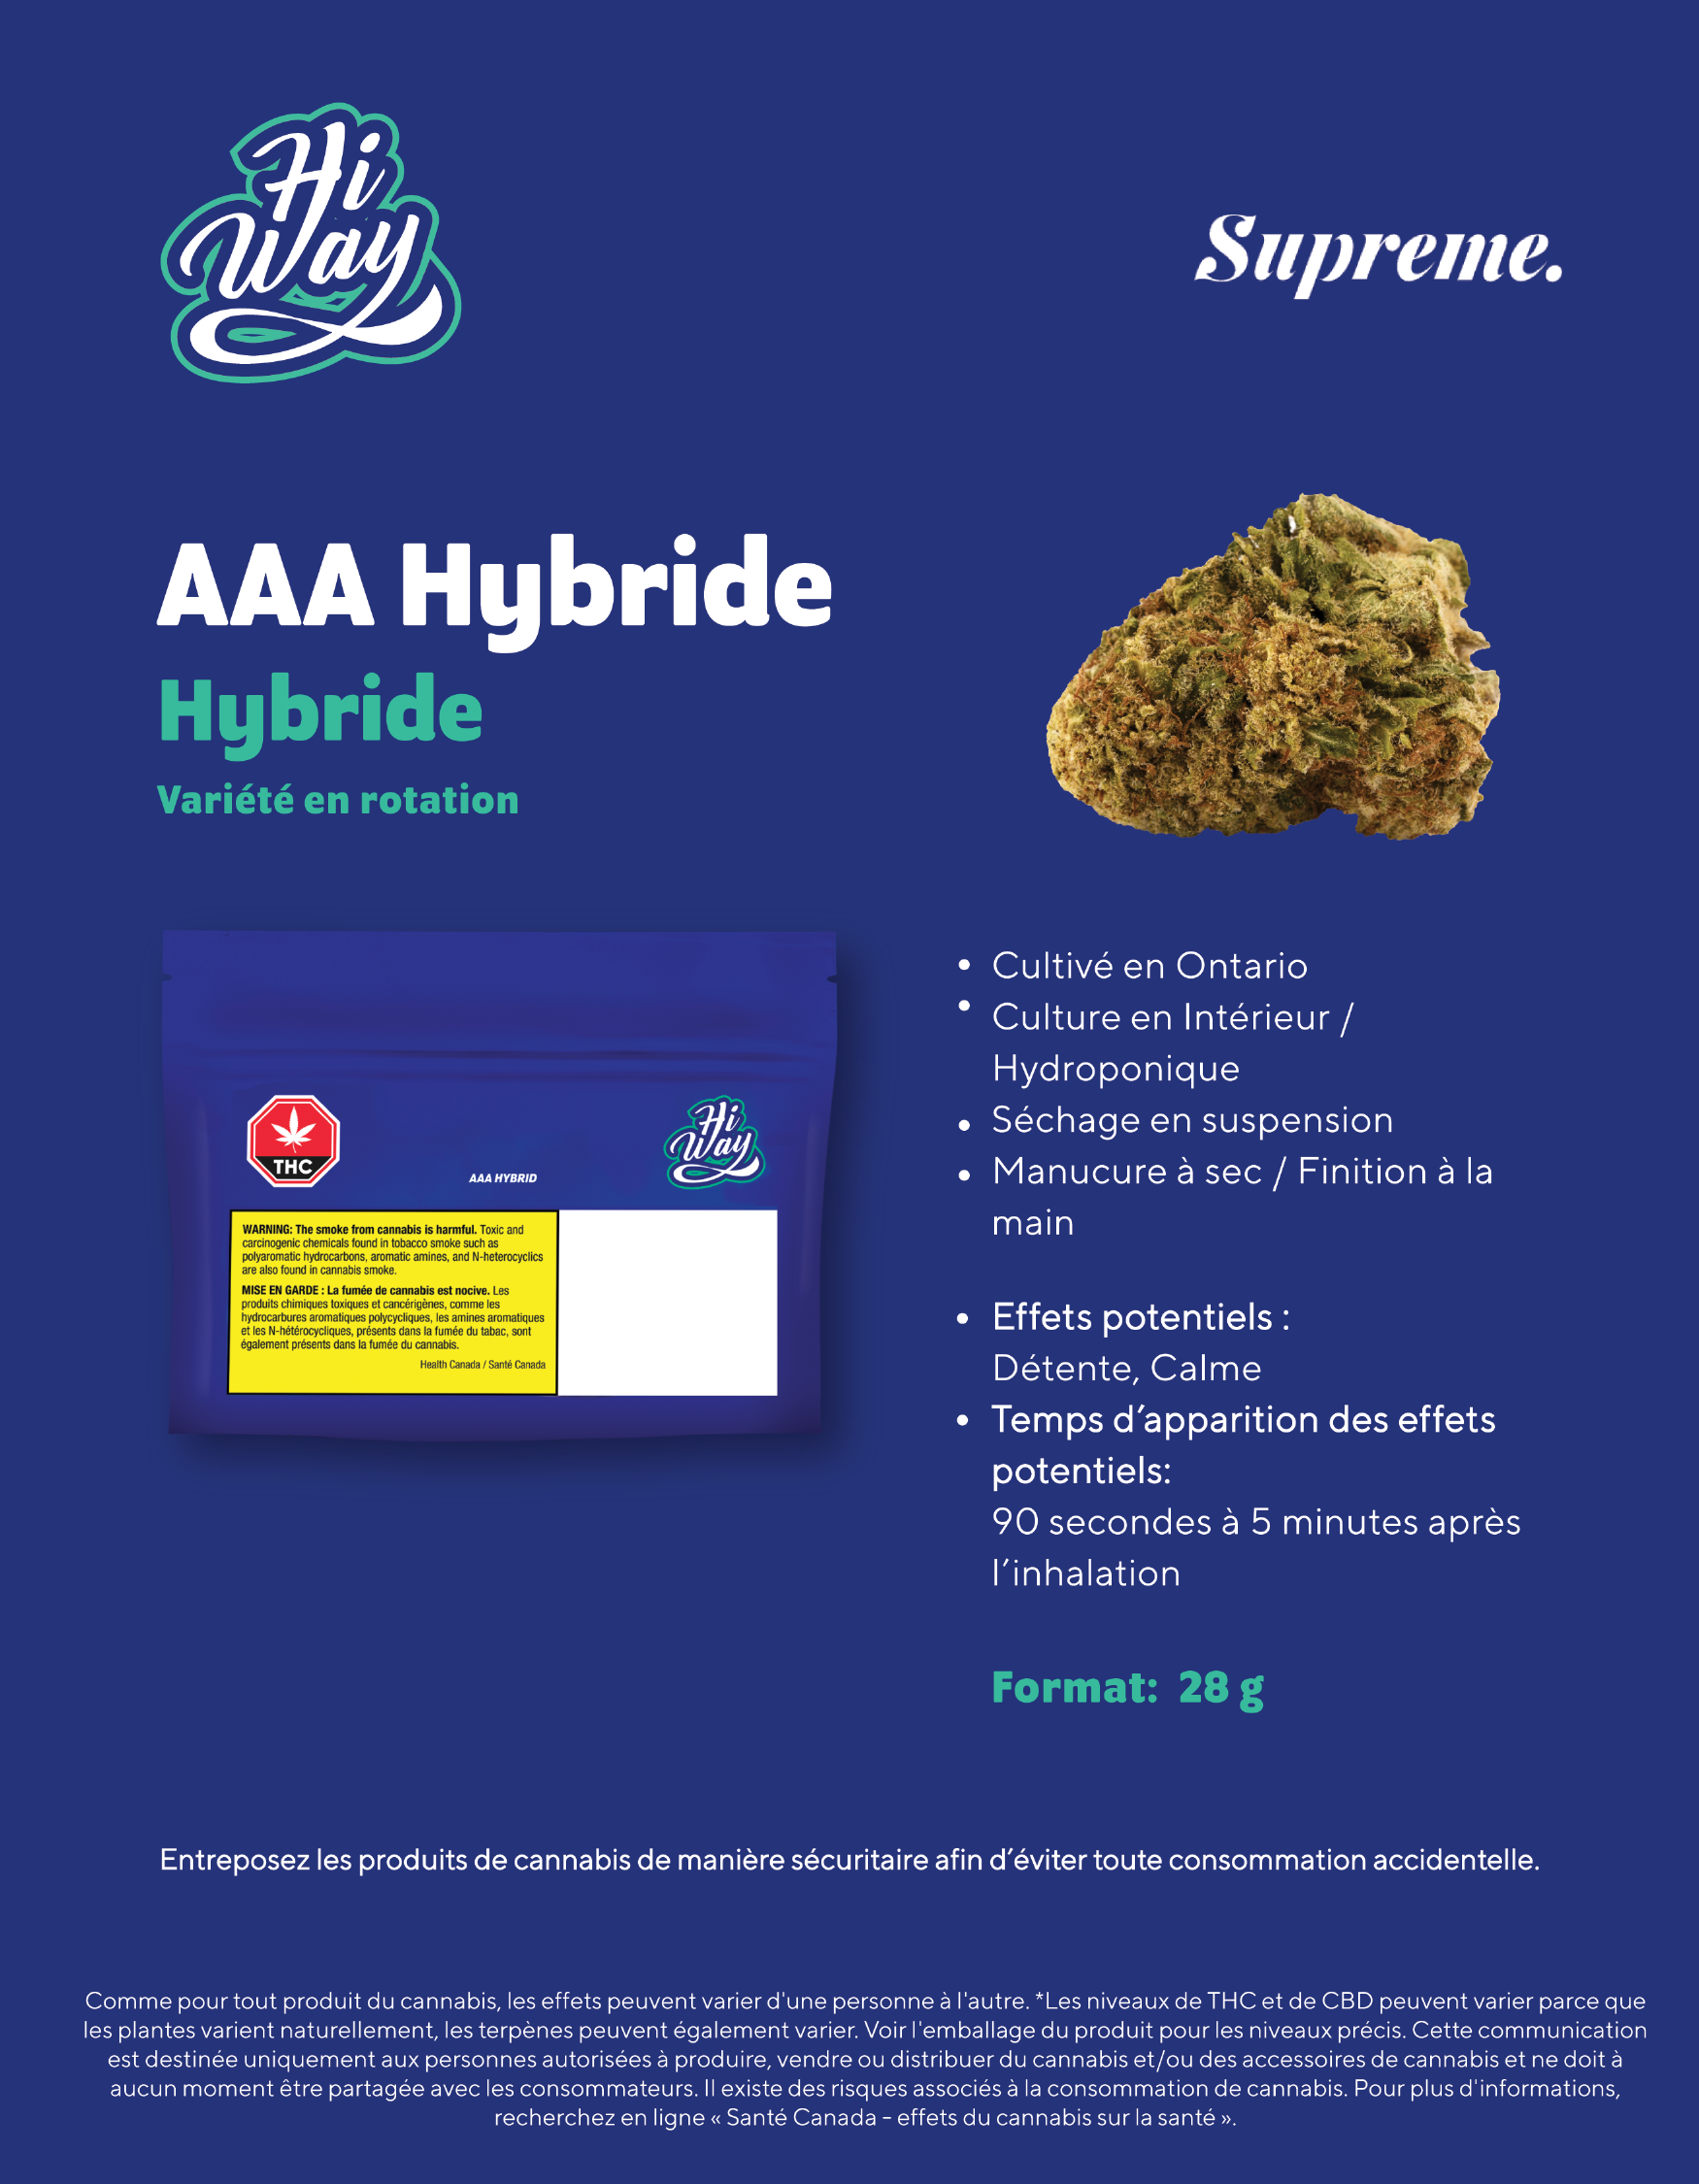 Hi
Way
Supreme.
AAA Hybride
Hybride
Variété en rotation
THC
AAA HYBRID
Hi
Way
WARNING: The smoke from cannabis is harmful. Toxic and
carcinogenic chemicals found in tobacco smoke such as
polyaromatic hydrocarbons, aromatic amines, and N-heterocyclics
are also found in cannabis smoke.
MISE EN GARDE : La fumée de cannabis est nocive. Les
produits chimiques toxiques et cancérigènes, comme les
hydrocarbures aromatiques polycycliques, les amines aromatiques
et les N-hétérocycliques, présents dans la fumée du tabac, sont
également présents dans la fumée du cannabis.
Health Canada / Santé Canada
• Cultivé en Ontario
• Culture en Intérieur /
Hydroponique
• Séchage en suspension
• Manucure à sec / Finition à la
main
• Effets potentiels :
Détente, Calme
• Temps d’apparition des effets
potentiels:
90 secondes à 5 minutes après
l’inhalation
Format: 28 g
Entreposez les produits de cannabis de manière sécuritaire afin d’éviter toute consommation accidentelle.
Comme pour tout produit du cannabis, les effets peuvent varier d'une personne à l'autre. *Les niveaux de THC et de CBD peuvent varier parce que
les plantes varient naturellement, les terpènes peuvent également varier. Voir l'emballage du produit pour les niveaux précis. Cette communication
est destinée uniquement aux personnes autorisées à produire, vendre ou distribuer du cannabis et/ou des accessoires de cannabis et ne doit à
aucun moment être partagée avec les consommateurs. Il existe des risques associés à la consommation de cannabis. Pour plus d'informations,
recherchez en ligne « Santé Canada - effets du cannabis sur la santé ».